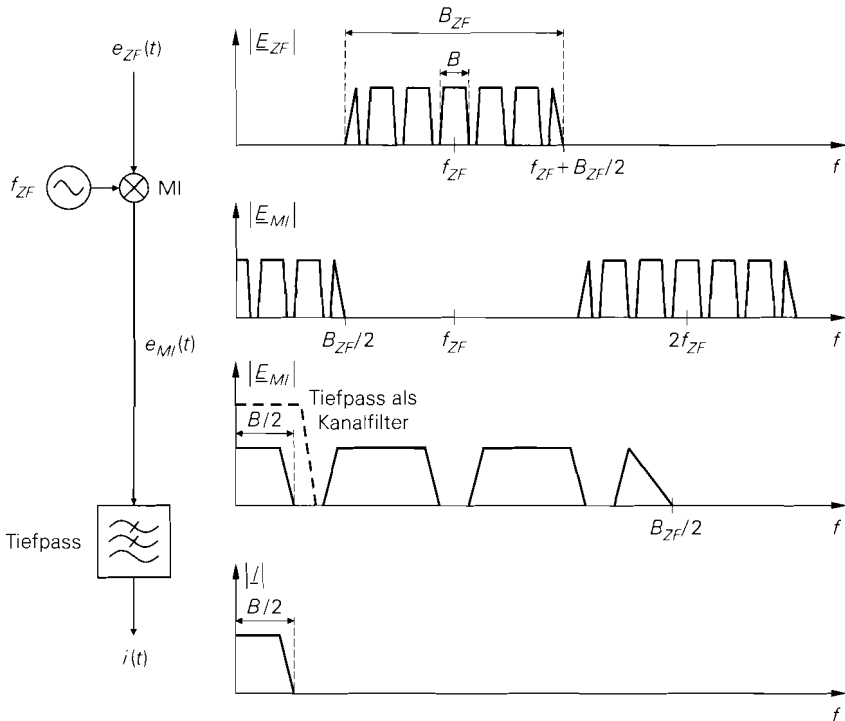 e_ZF(t)
f_ZF
MI
e_MI(t)
Tiefpass
i(t)
|E_ZF|
B_ZF
B
f_ZF
f_ZF + B_ZF/2
f
|E_MI|
B_ZF/2
f_ZF
2f_ZF
f
|E_MI|
Tiefpass als
Kanalfilter
B/2
B_ZF/2
f
|I|
B/2
f